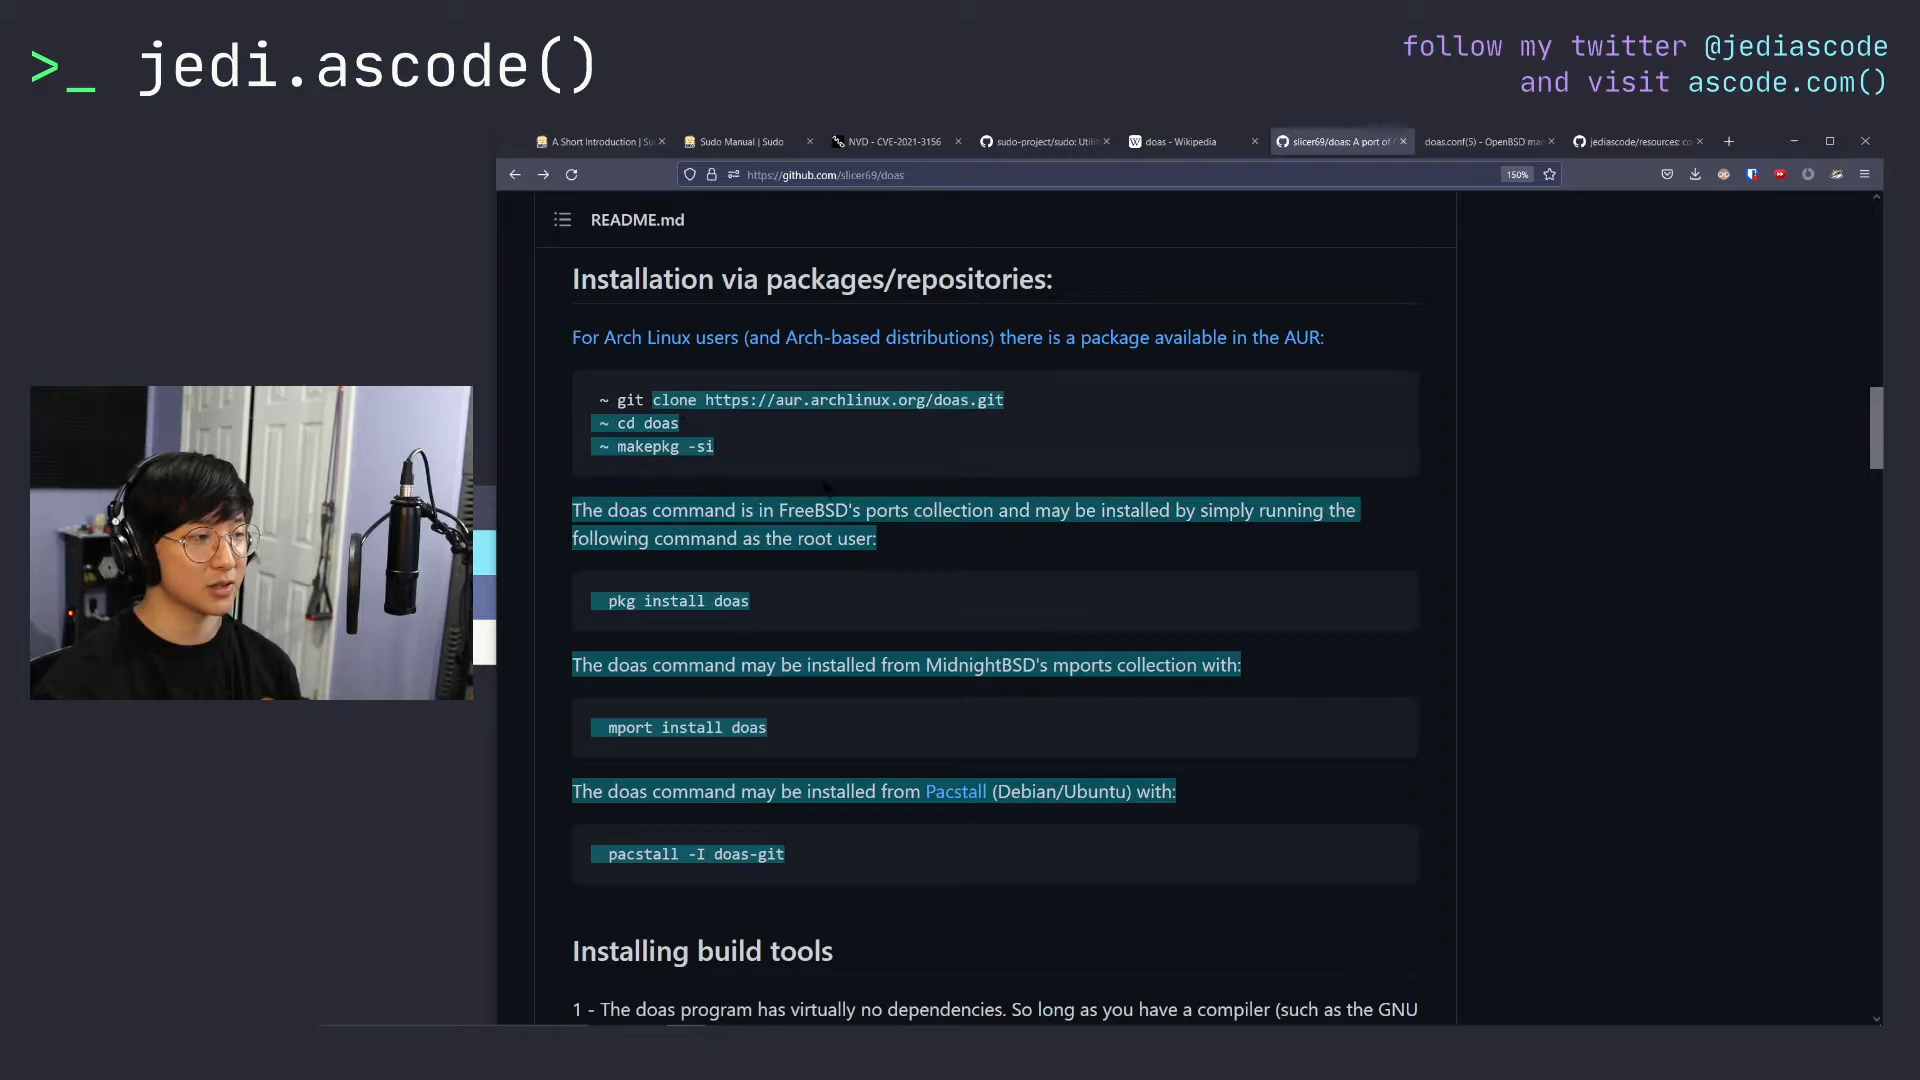 >_ jedi.ascode()
follow my twitter @jediascode
and visit ascode.com()
A Short Introduction | Su
Sudo Manual | Sudo
NVD - CVE-2021-3156
sudo-project/sudo: Utili
doas - Wikipedia
slicer69/doas: A port of
doas.conf(5) - OpenBSD ma
jediascode/resources: co
https://github.com/slicer69/doas
150%
README.md
Installation via packages/repositories:
For Arch Linux users (and Arch-based distributions) there is a package available in the AUR:
~ git clone https://aur.archlinux.org/doas.git
~ cd doas
~ makepkg -si
The doas command is in FreeBSD's ports collection and may be installed by simply running the
following command as the root user:
pkg install doas
The doas command may be installed from MidnightBSD's mports collection with:
mport install doas
The doas command may be installed from Pacstall (Debian/Ubuntu) with:
pacstall -I doas-git
Installing build tools
1 - The doas program has virtually no dependencies. So long as you have a compiler (such as the GNU